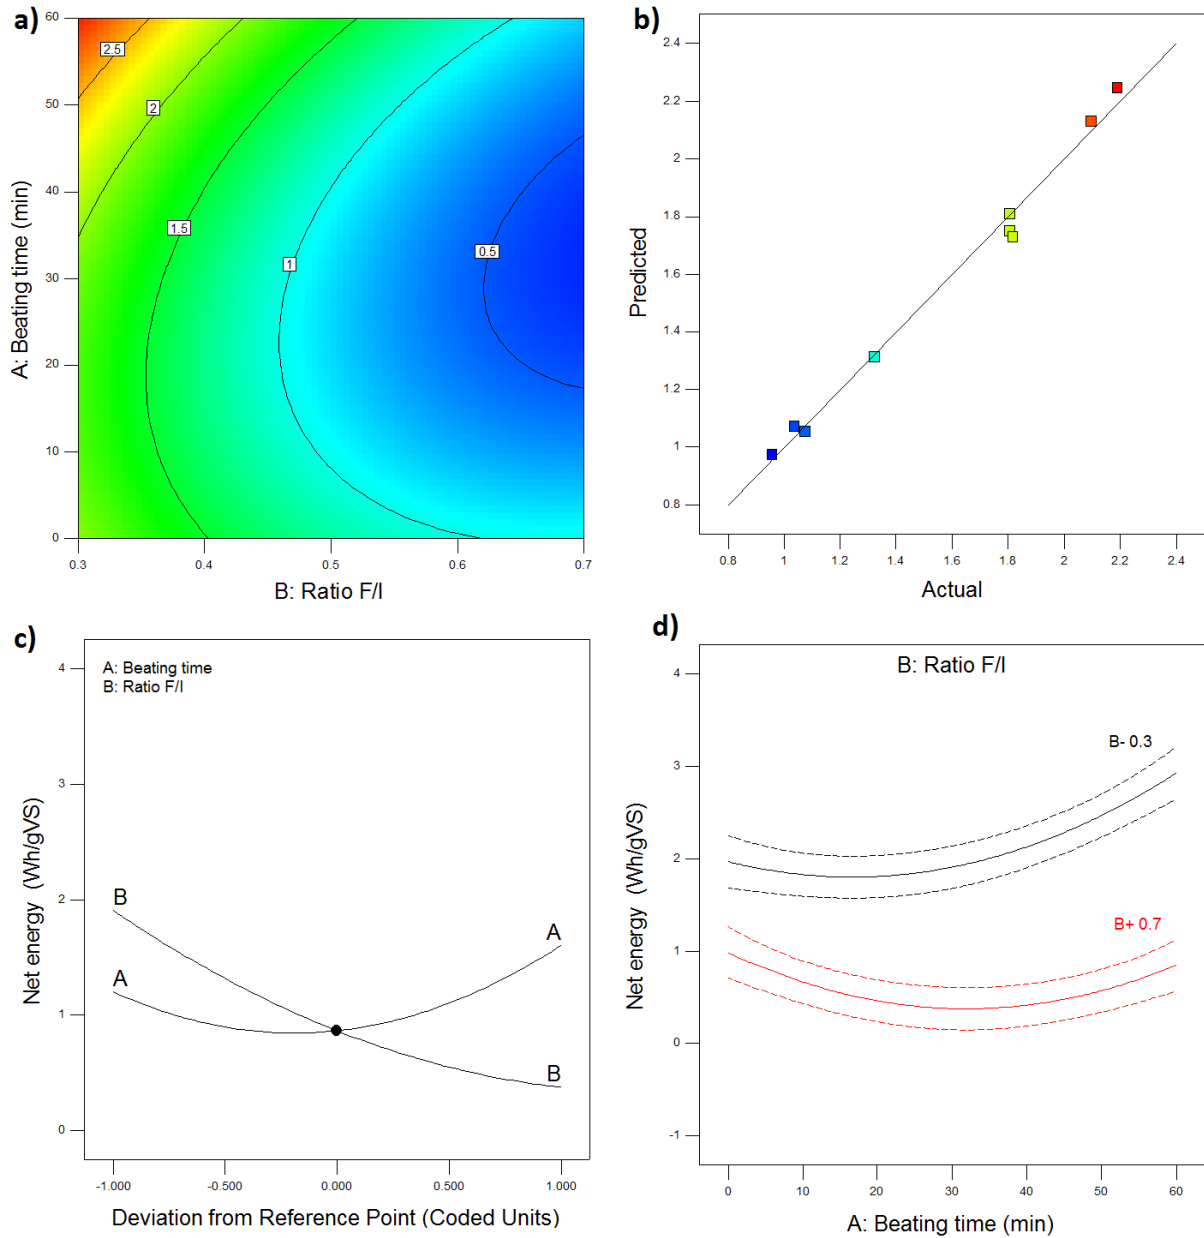 a)
60
50
40
30
20
10
0
A: Beating time (min)
2.5
2
1.5
1
0.5
0.3
0.4
0.5
0.6
0.7
B: Ratio F/I
b)
2.4
2.2
2
1.8
1.6
1.4
1.2
1
0.8
Predicted
0.8
1
1.2
1.4
1.6
1.8
2
2.2
2.4
Actual
c)
A: Beating time
B: Ratio F/I
4
3
2
1
0
Net energy (Wh/gVS)
B
A
A
B
-1.000
-0.500
0.000
0.500
1.000
Deviation from Reference Point (Coded Units)
d)
B: Ratio F/I
4
3
2
1
0
-1
Net energy (Wh/gVS)
B- 0.3
B+ 0.7
0
10
20
30
40
50
60
A: Beating time (min)